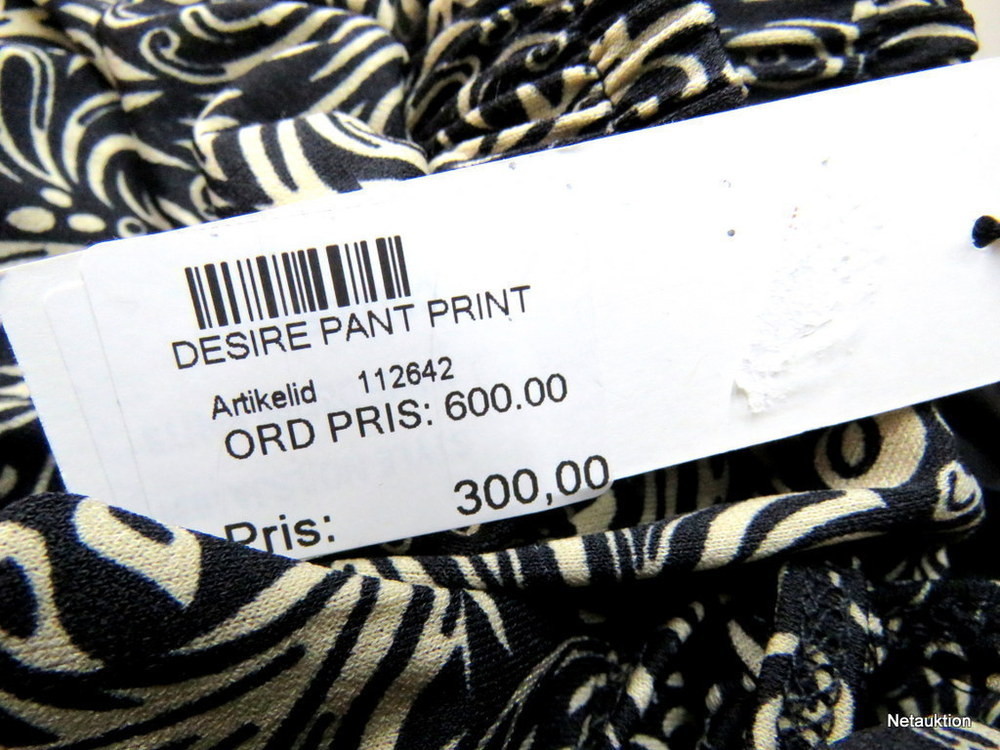 DESIRE PANT PRINT
Artikelid 112642
ORD PRIS: 600.00
Pris: 300,00
Netauktion